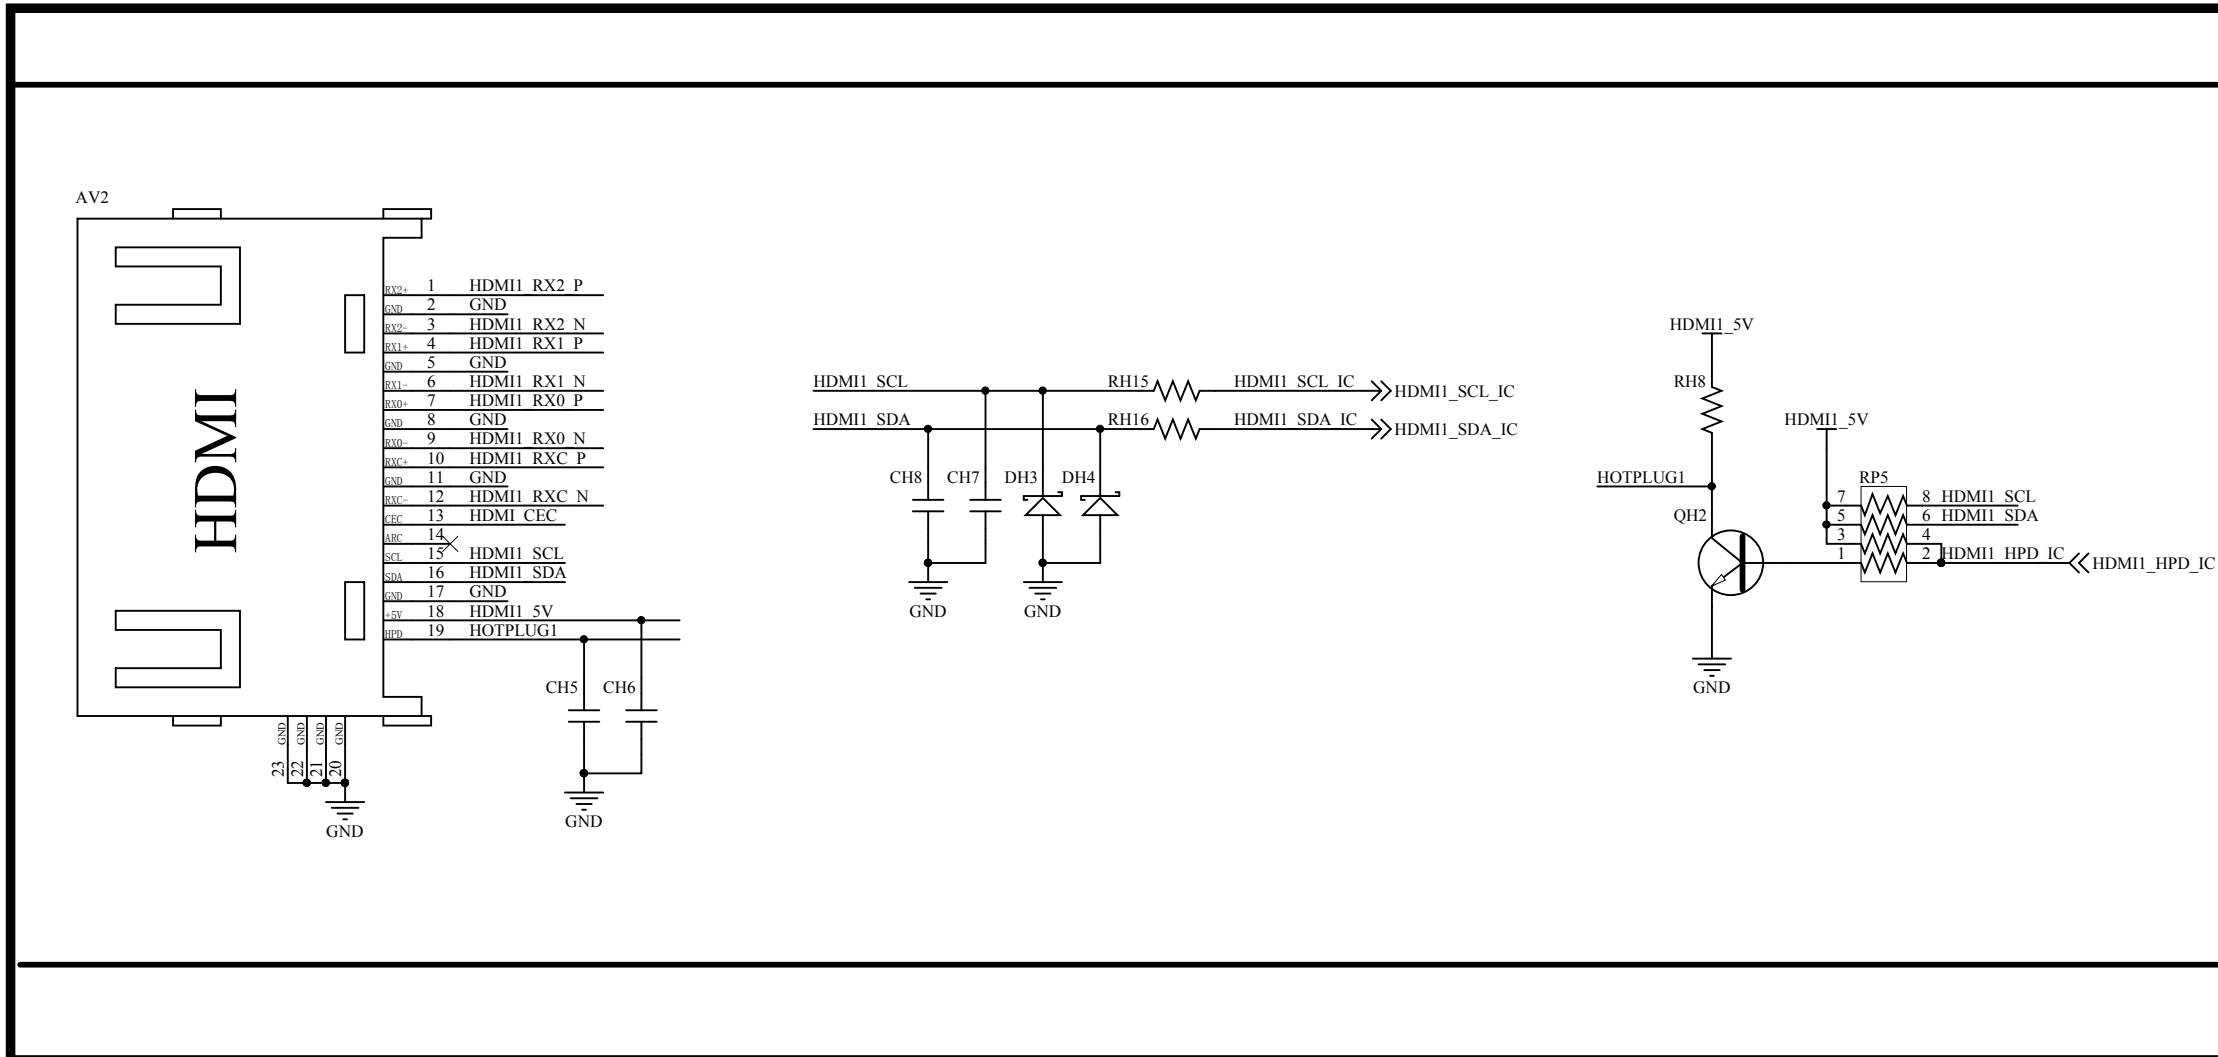 AV2
HDMI
RX2+ 1 HDMI1_RX2_P
GND 2 GND
RX2- 3 HDMI1_RX2_N
RX1+ 4 HDMI1_RX1_P
GND 5 GND
RX1- 6 HDMI1_RX1_N
RX0+ 7 HDMI1_RX0_P
GND 8 GND
RX0- 9 HDMI1_RX0_N
RXC+ 10 HDMI1_RXC_P
GND 11 GND
RXC- 12 HDMI1_RXC_N
CEC 13 HDMI_CEC
ARC 14
SCL 15 HDMI1_SCL
SDA 16 HDMI1_SDA
GND 17 GND
+5V 18 HDMI1_5V
HPD 19 HOTPLUG1
CH5 CH6
GND GND GND GND
23 22 21 20
GND
GND
HDMI1_SCL RH15 HDMI1_SCL_IC HDMI1_SCL_IC
HDMI1_SDA RH16 HDMI1_SDA_IC HDMI1_SDA_IC
CH8 CH7 DH3 DH4
GND GND
HDMI1_5V
RH8
HDMI1_5V
HOTPLUG1
RP5
QH2
7 8 HDMI1_SCL
5 6 HDMI1_SDA
3 4
1 2 HDMI1_HPD_IC HDMI1_HPD_IC
GND